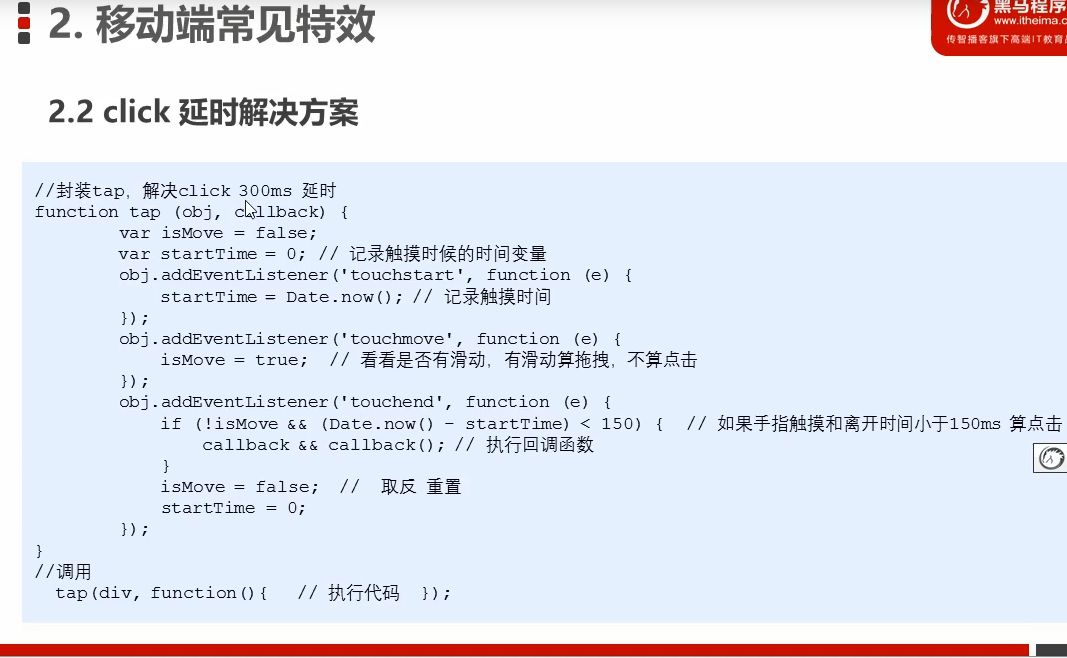 2. 移动端常见特效
黑马程序
www.itheima.c
传智播客旗下高端IT教育
2.2 click 延时解决方案
//封装tap，解决click 300ms 延时
function tap (obj, callback) {
var isMove = false;
var startTime = 0; // 记录触摸时候的时间变量
obj.addEventListener('touchstart', function (e) {
startTime = Date.now(); // 记录触摸时间
});
obj.addEventListener('touchmove', function (e) {
isMove = true; // 看看是否有滑动，有滑动算拖拽，不算点击
});
obj.addEventListener('touchend', function (e) {
if (!isMove && (Date.now() - startTime) < 150) { // 如果手指触摸和离开时间小于150ms 算点击
callback && callback(); // 执行回调函数
}
isMove = false; // 取反 重置
startTime = 0;
});
}
//调用
tap(div, function(){ // 执行代码 });